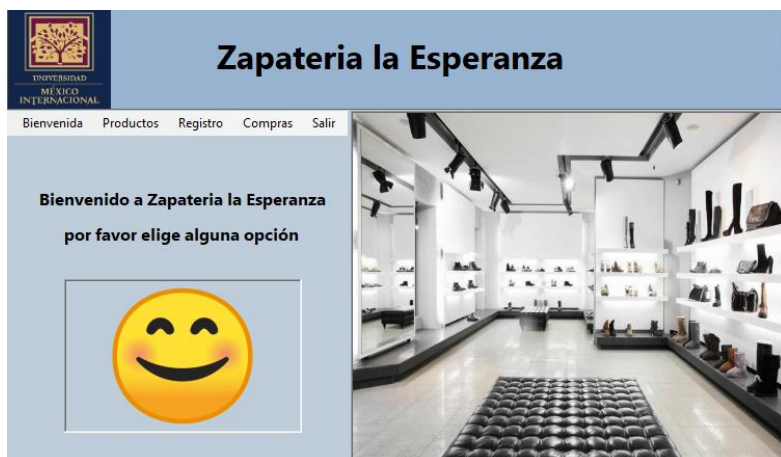 UNIVERSIDAD
MÉXICO
INTERNACIONAL
Zapateria la Esperanza
Bienvenida Productos Registro Compras Salir
Bienvenido a Zapateria la Esperanza
por favor elige alguna opción